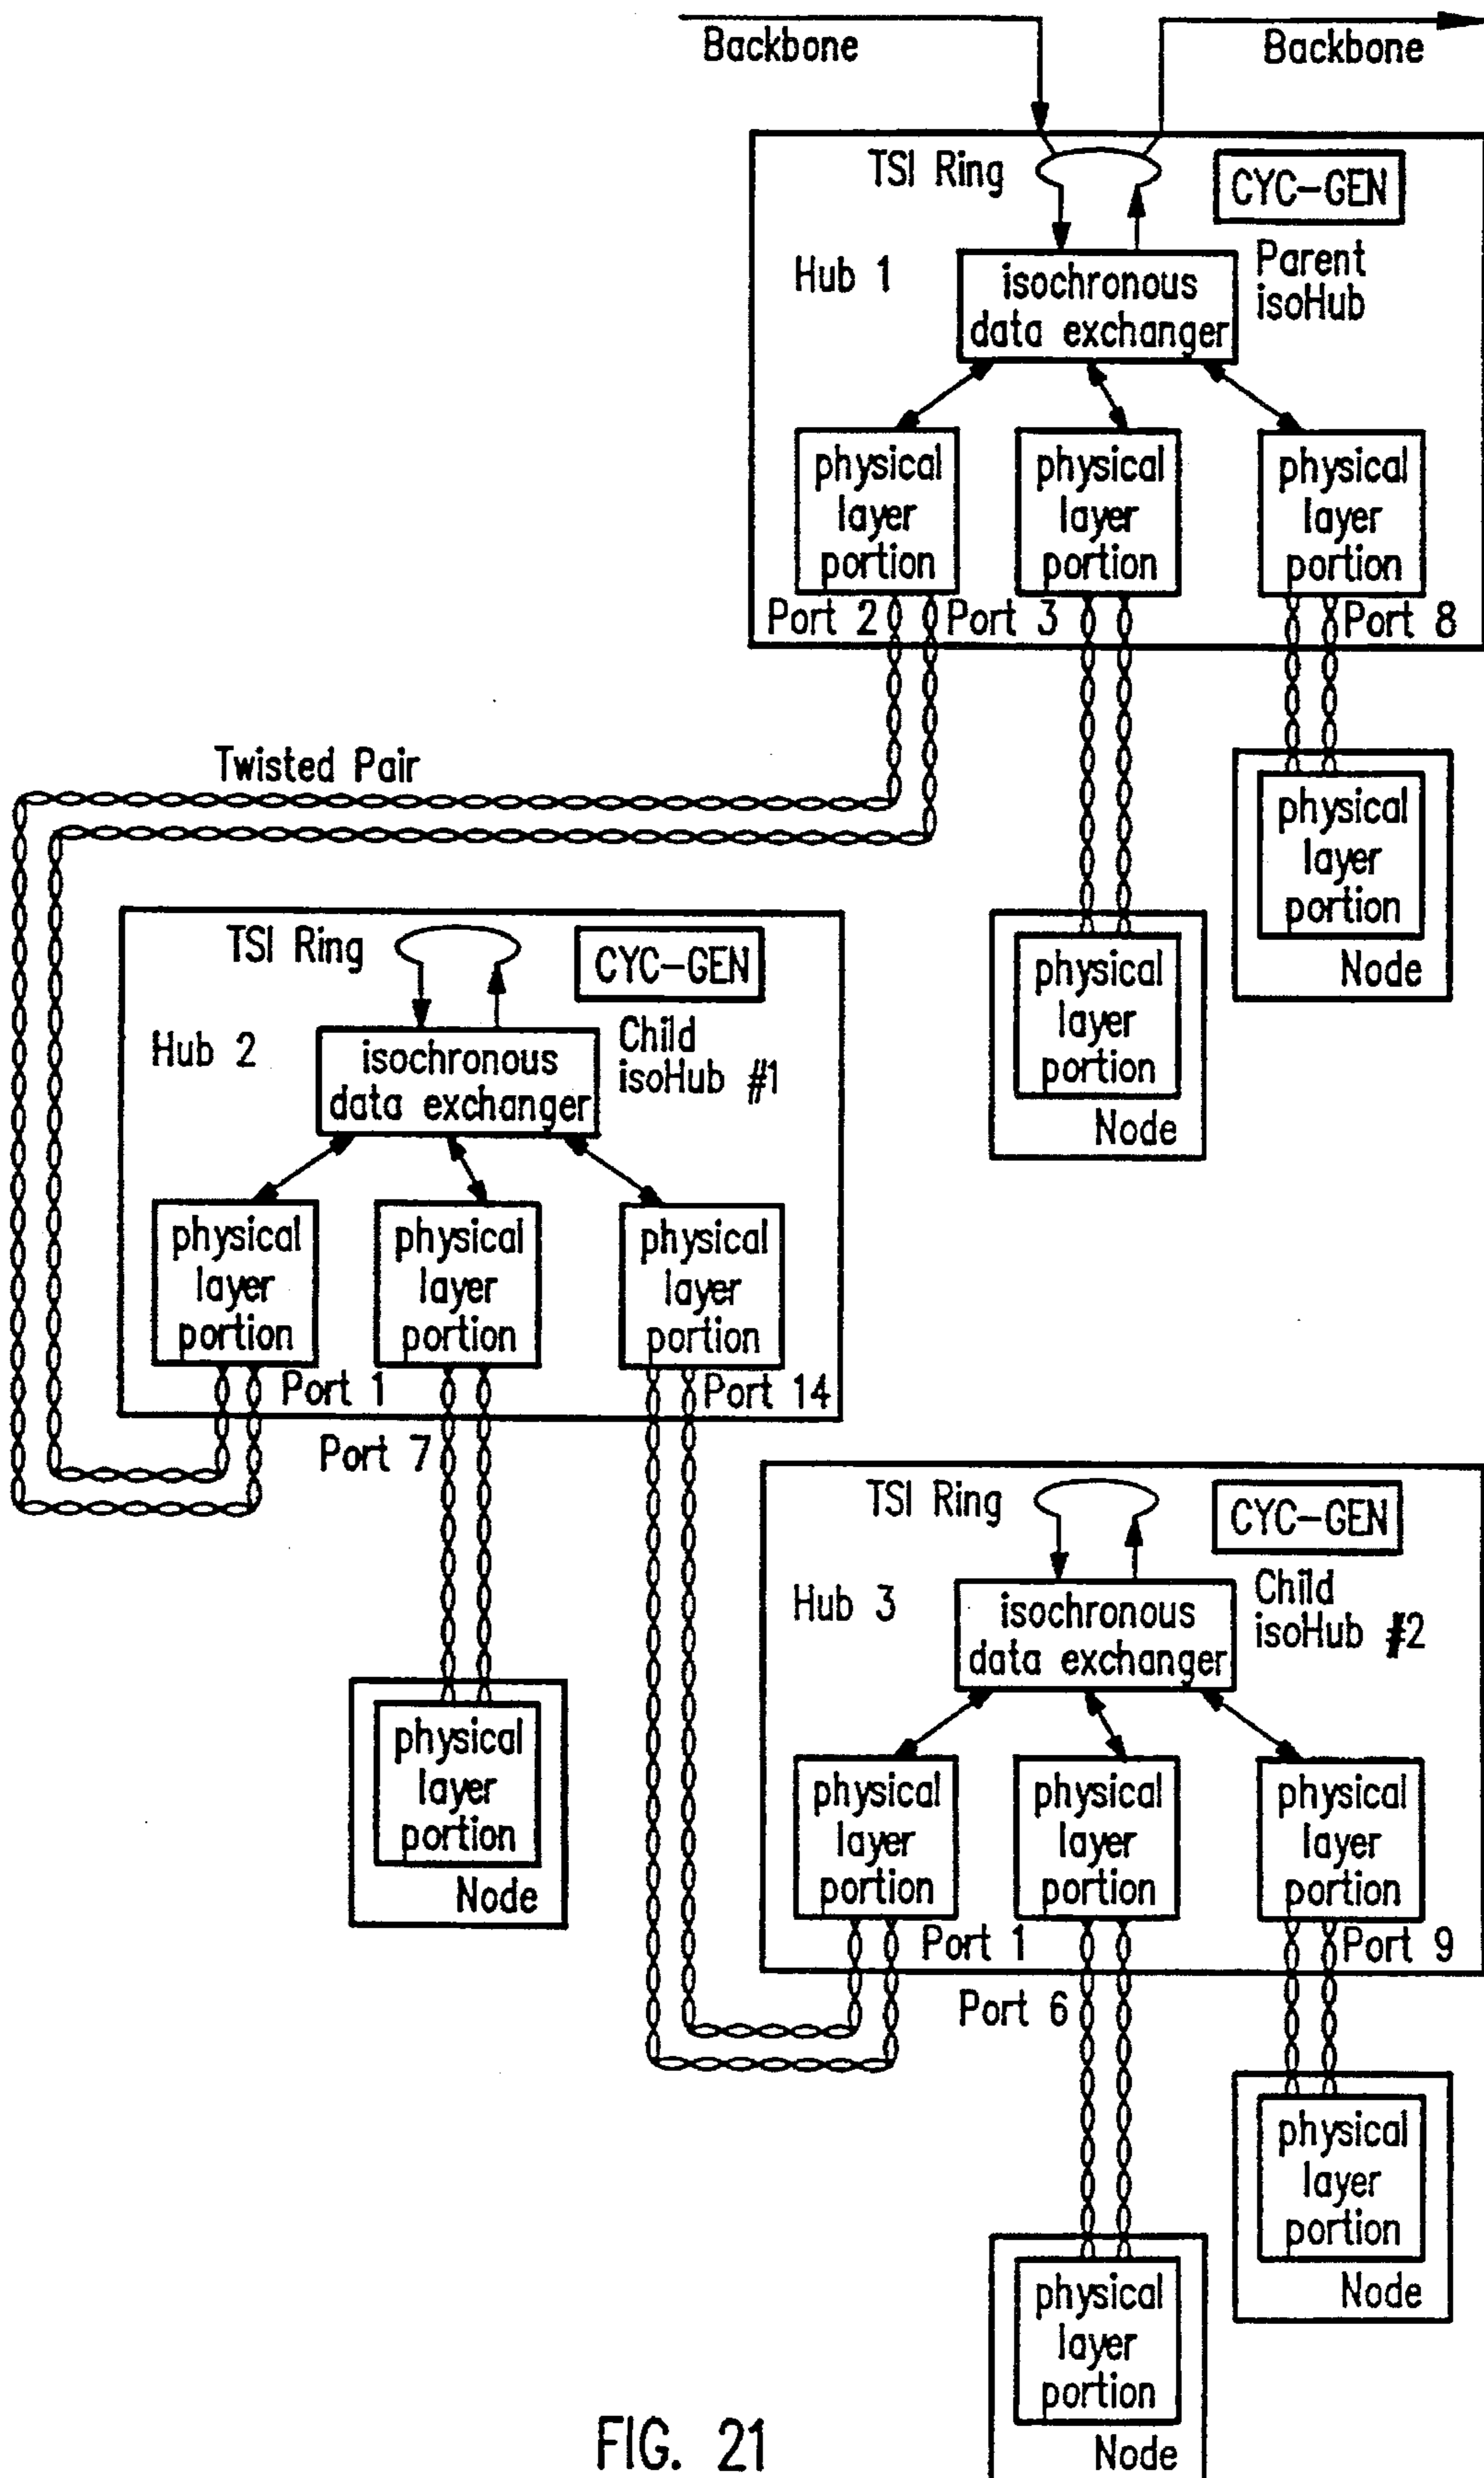 Backbone
Backbone
TSI Ring
CYC-GEN
Hub 1
isochronous
data exchanger
Parent
isoHub
physical
layer
portion
physical
layer
portion
physical
layer
portion
Port 2
Port 3
Port 8
Twisted Pair
physical
layer
portion
Node
physical
layer
portion
Node
TSI Ring
CYC-GEN
Hub 2
isochronous
data exchanger
Child
isoHub #1
physical
layer
portion
physical
layer
portion
physical
layer
portion
Port 1
Port 14
Port 7
physical
layer
portion
Node
TSI Ring
CYC-GEN
Hub 3
isochronous
data exchanger
Child
isoHub #2
physical
layer
portion
physical
layer
portion
physical
layer
portion
Port 1
Port 9
Port 6
physical
layer
portion
Node
physical
layer
portion
Node
FIG. 21